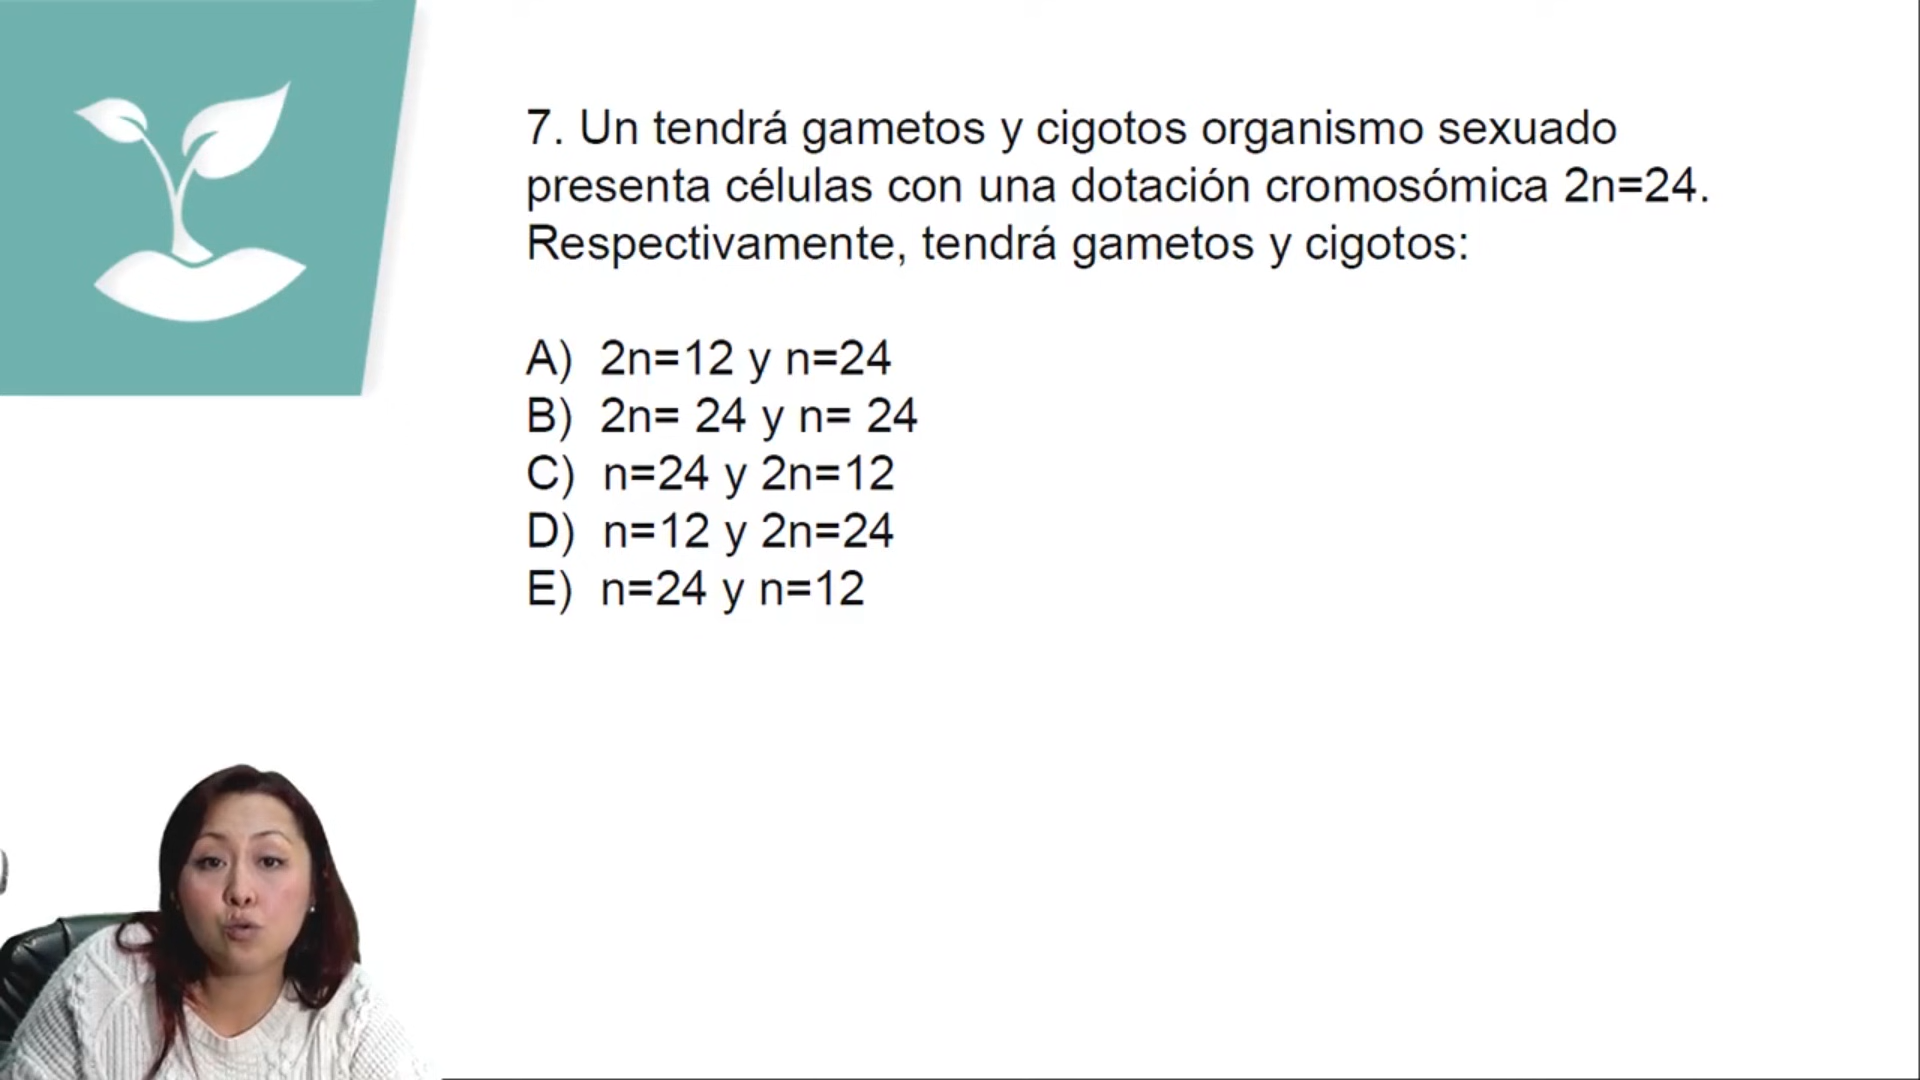 7. Un tendrá gametos y cigotos organismo sexuado
presenta células con una dotación cromosómica 2n=24.
Respectivamente, tendrá gametos y cigotos:
A) 2n=12 y n=24
B) 2n= 24 y n= 24
C) n=24 y 2n=12
D) n=12 y 2n=24
E) n=24 y n=12